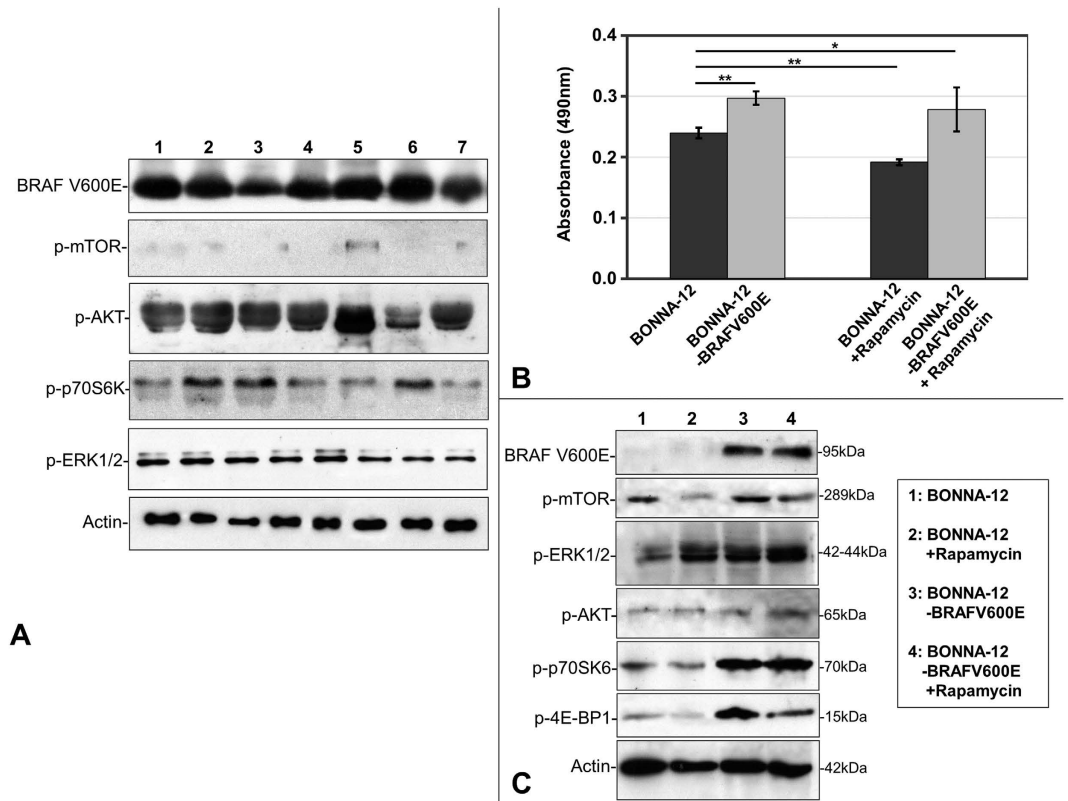 A
1 2 3 4 5 6 7
BRAF V600E-
p-mTOR-
p-AKT-
p-p70S6K-
p-ERK1/2-
Actin-
B
Absorbance (490nm)
0.4
0.3
0.2
0.1
0.0
*
**
**
BONNA-12
BONNA-12
-BRAFV600E
BONNA-12
+Rapamycin
BONNA-12
-BRAFV600E
+ Rapamycin
C
1 2 3 4
BRAF V600E- -95kDa
p-mTOR- -289kDa
p-ERK1/2- -42-44kDa
p-AKT- -65kDa
p-p70SK6- -70kDa
p-4E-BP1- -15kDa
Actin- -42kDa
1: BONNA-12
2: BONNA-12
+Rapamycin
3: BONNA-12
-BRAFV600E
4: BONNA-12
-BRAFV600E
+Rapamycin